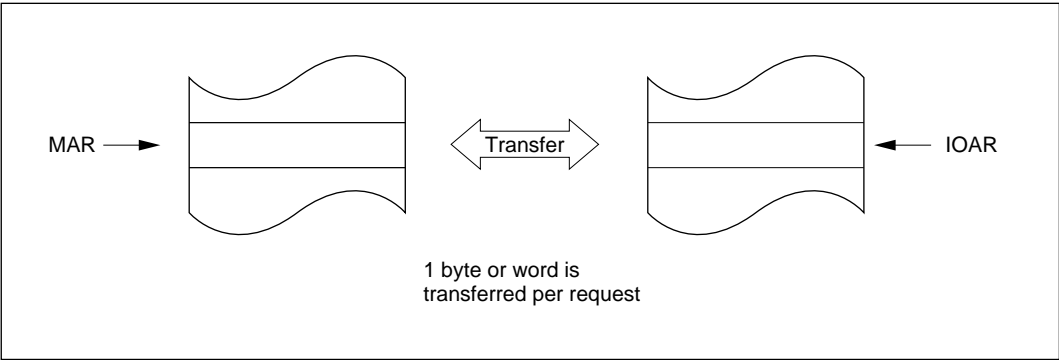 MAR
Transfer
IOAR
1 byte or word is
transferred per request